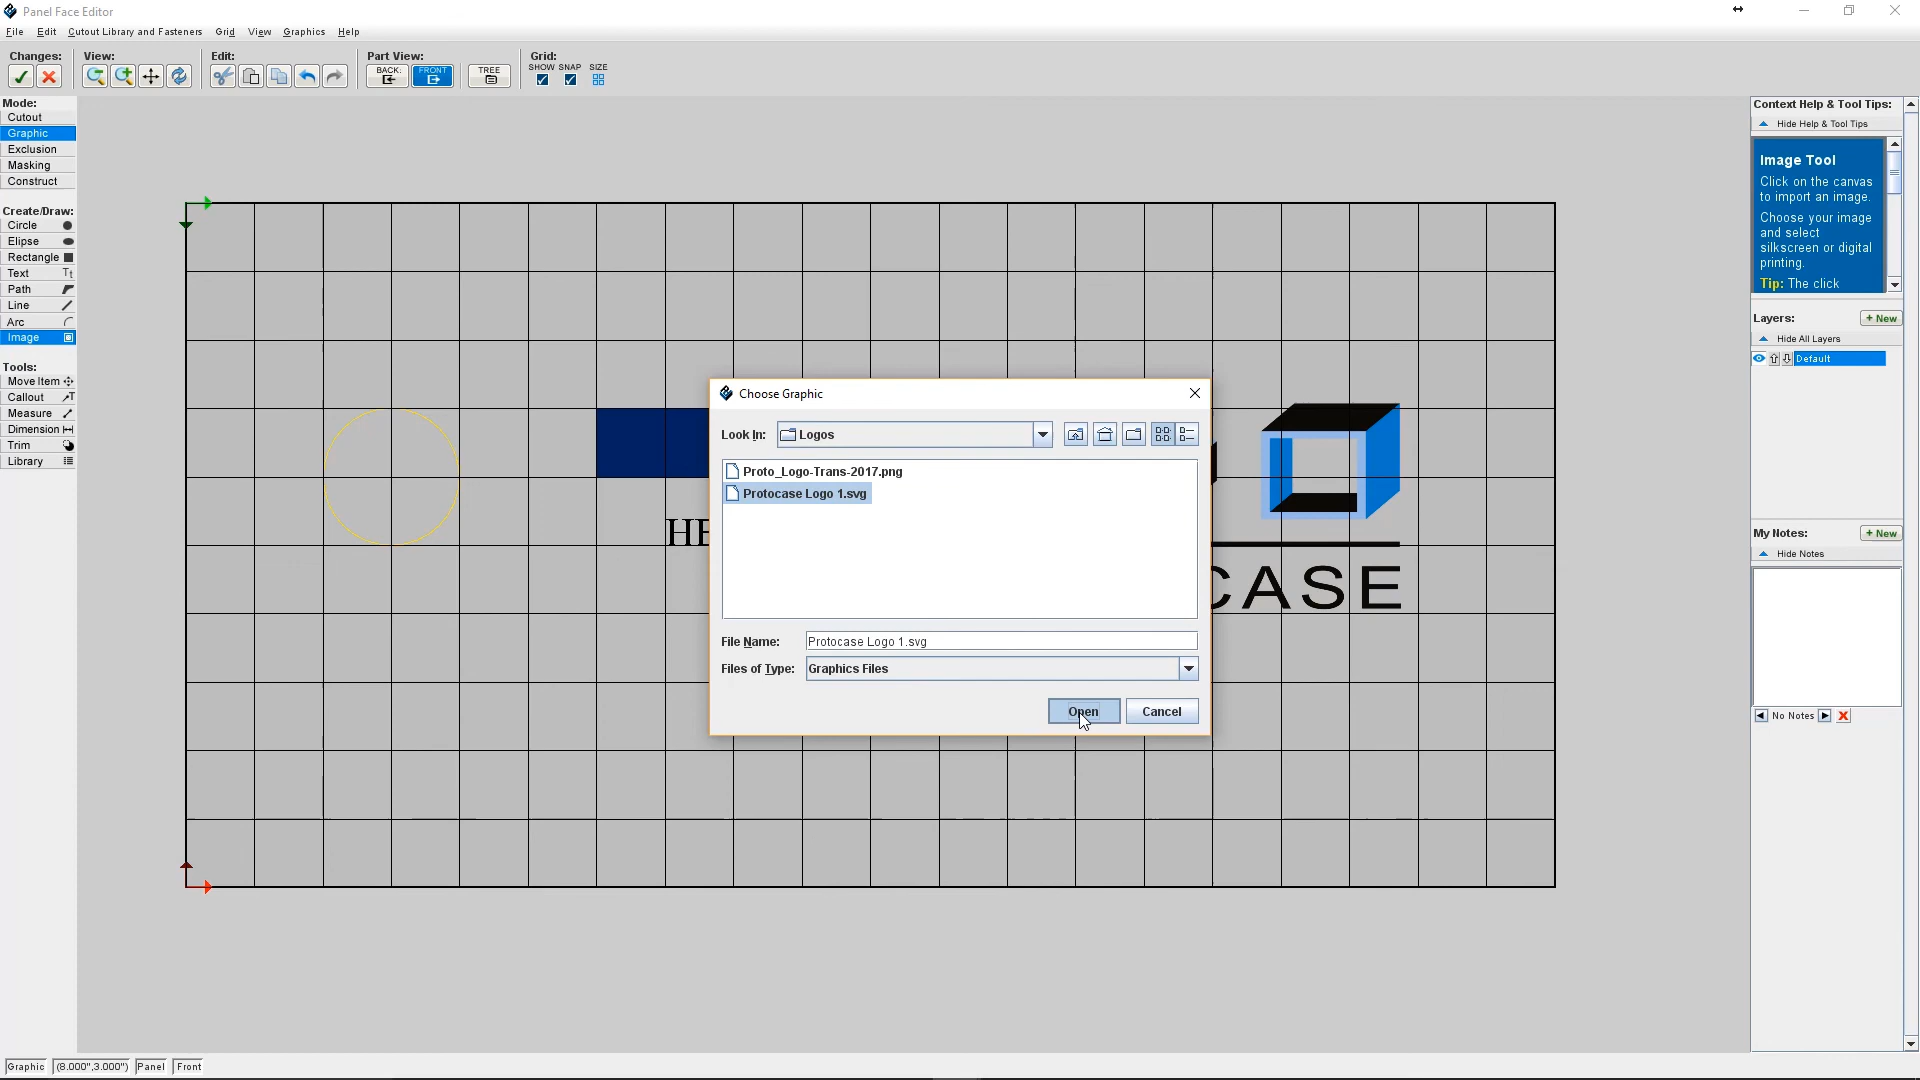 Panel Face Editor
File Edit Cutout Library and Fasteners Grid View Graphics Help
Changes: View: Edit: Part View: Grid:
BACK: FRONT TREE SHOW SNAP SIZE
Mode:
Cutout
Graphic
Exclusion
Masking
Construct
Create/Draw:
Circle
Elipse
Rectangle
Text Tt
Path
Line
Arc
Image
Tools:
Move Item
Callout
Measure
Dimension
Trim
Library
HE
CASE
Choose Graphic
Look In: Logos
Proto_Logo-Trans-2017.png
Protocase Logo 1.svg
File Name: Protocase Logo 1.svg
Files of Type: Graphics Files
Open Cancel
Context Help & Tool Tips:
Hide Help & Tool Tips
Image Tool
Click on the canvas
to import an image.
Choose your image
and select
silkscreen or digital
printing.
Tip: The click
Layers: + New
Hide All Layers
Default
My Notes: + New
Hide Notes
No Notes
Graphic (8.000",3.000") Panel Front